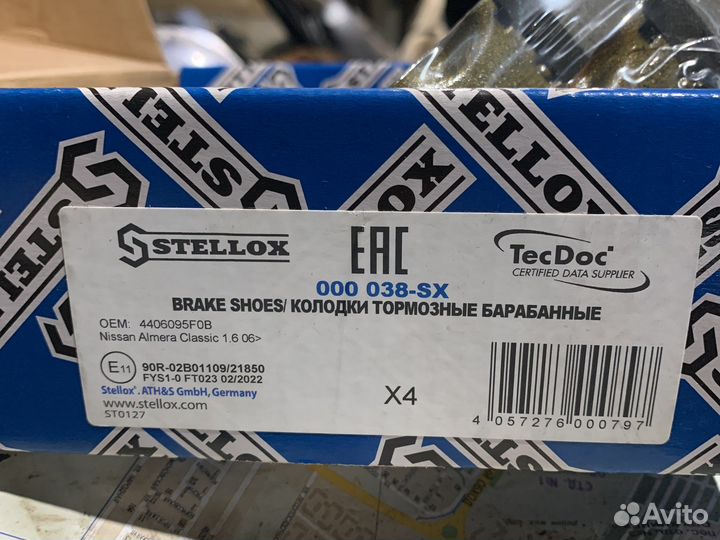 STELLOX
STELLOX
STELLOX EAC TecDoc
CERTIFIED DATA SUPPLIER
000 038-SX
BRAKE SHOES/ КОЛОДКИ ТОРМОЗНЫЕ БАРАБАННЫЕ
OEM: 4406095F0B
Nissan Almera Classic 1.6 06>
E11 90R-02B01109/21850
FYS1-0 FT023 02/2022
Stellox. ATH&S GmbH, Germany
www.stellox.com
ST0127
X4
4 057276 000797
Avito